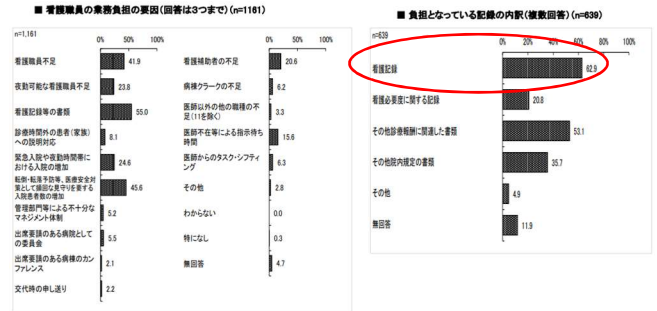 ■ 看護職員の業務負担の要因(回答は3つまで)(n=1161)
n=1,161
0% 50% 100%
看護職員不足 41.9
夜勤可能な看護職員の不足 23.8
看護記録等の書類 55.0
診療時間外の患者(家族)
への説明対応 8.1
緊急入院や夜勤時間帯に
おける入院の増加 24.6
転倒・転落予防等、医療安全対
策として頻回な見守りを要する
入院患者数の増加 45.6
管理部門等による不十分な
マネジメント体制 5.2
出席要請のある病院として
の委員会 5.5
出席要請のある病棟のカン
ファレンス 2.1
交代時の申し送り 2.2
0% 50% 100%
看護補助者の不足 20.6
病棟クラークの不足 6.2
医師以外の他の職種の不
足(11を除く) 3.3
医師不在等による指示待ち
時間 15.6
医師からのタスク・シフティ
ング 6.3
その他 2.8
わからない 0.0
特になし 0.3
無回答 4.7
■ 負担となっている記録の内訳(複数回答)(n=639)
n=639
0% 20% 40% 60% 80% 100%
看護記録 62.9
看護必要度に関する記録 20.8
その他診療報酬に関連した書類 53.1
その他院内規定の書類 35.7
その他 4.9
無回答 11.9